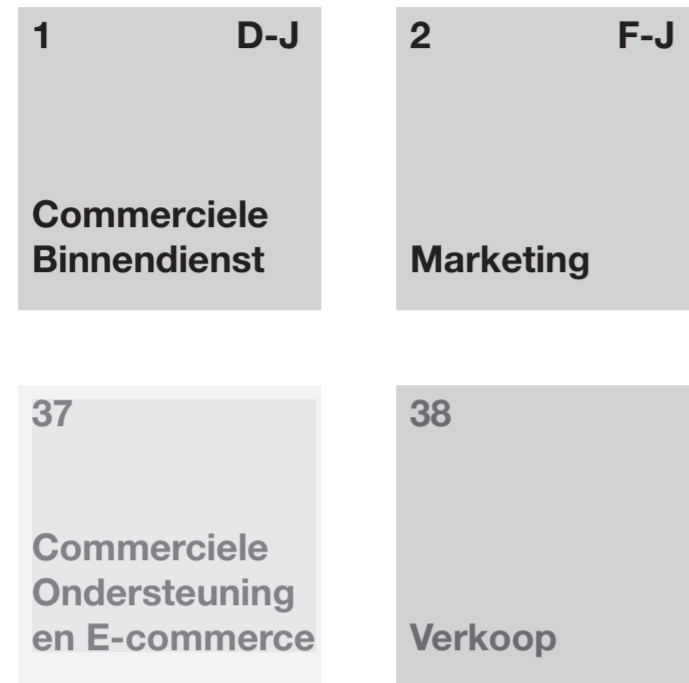 1 D-J
Commerciele
Binnendienst
2 F-J
Marketing
37
Commerciele
Ondersteuning
en E-commerce
38
Verkoop